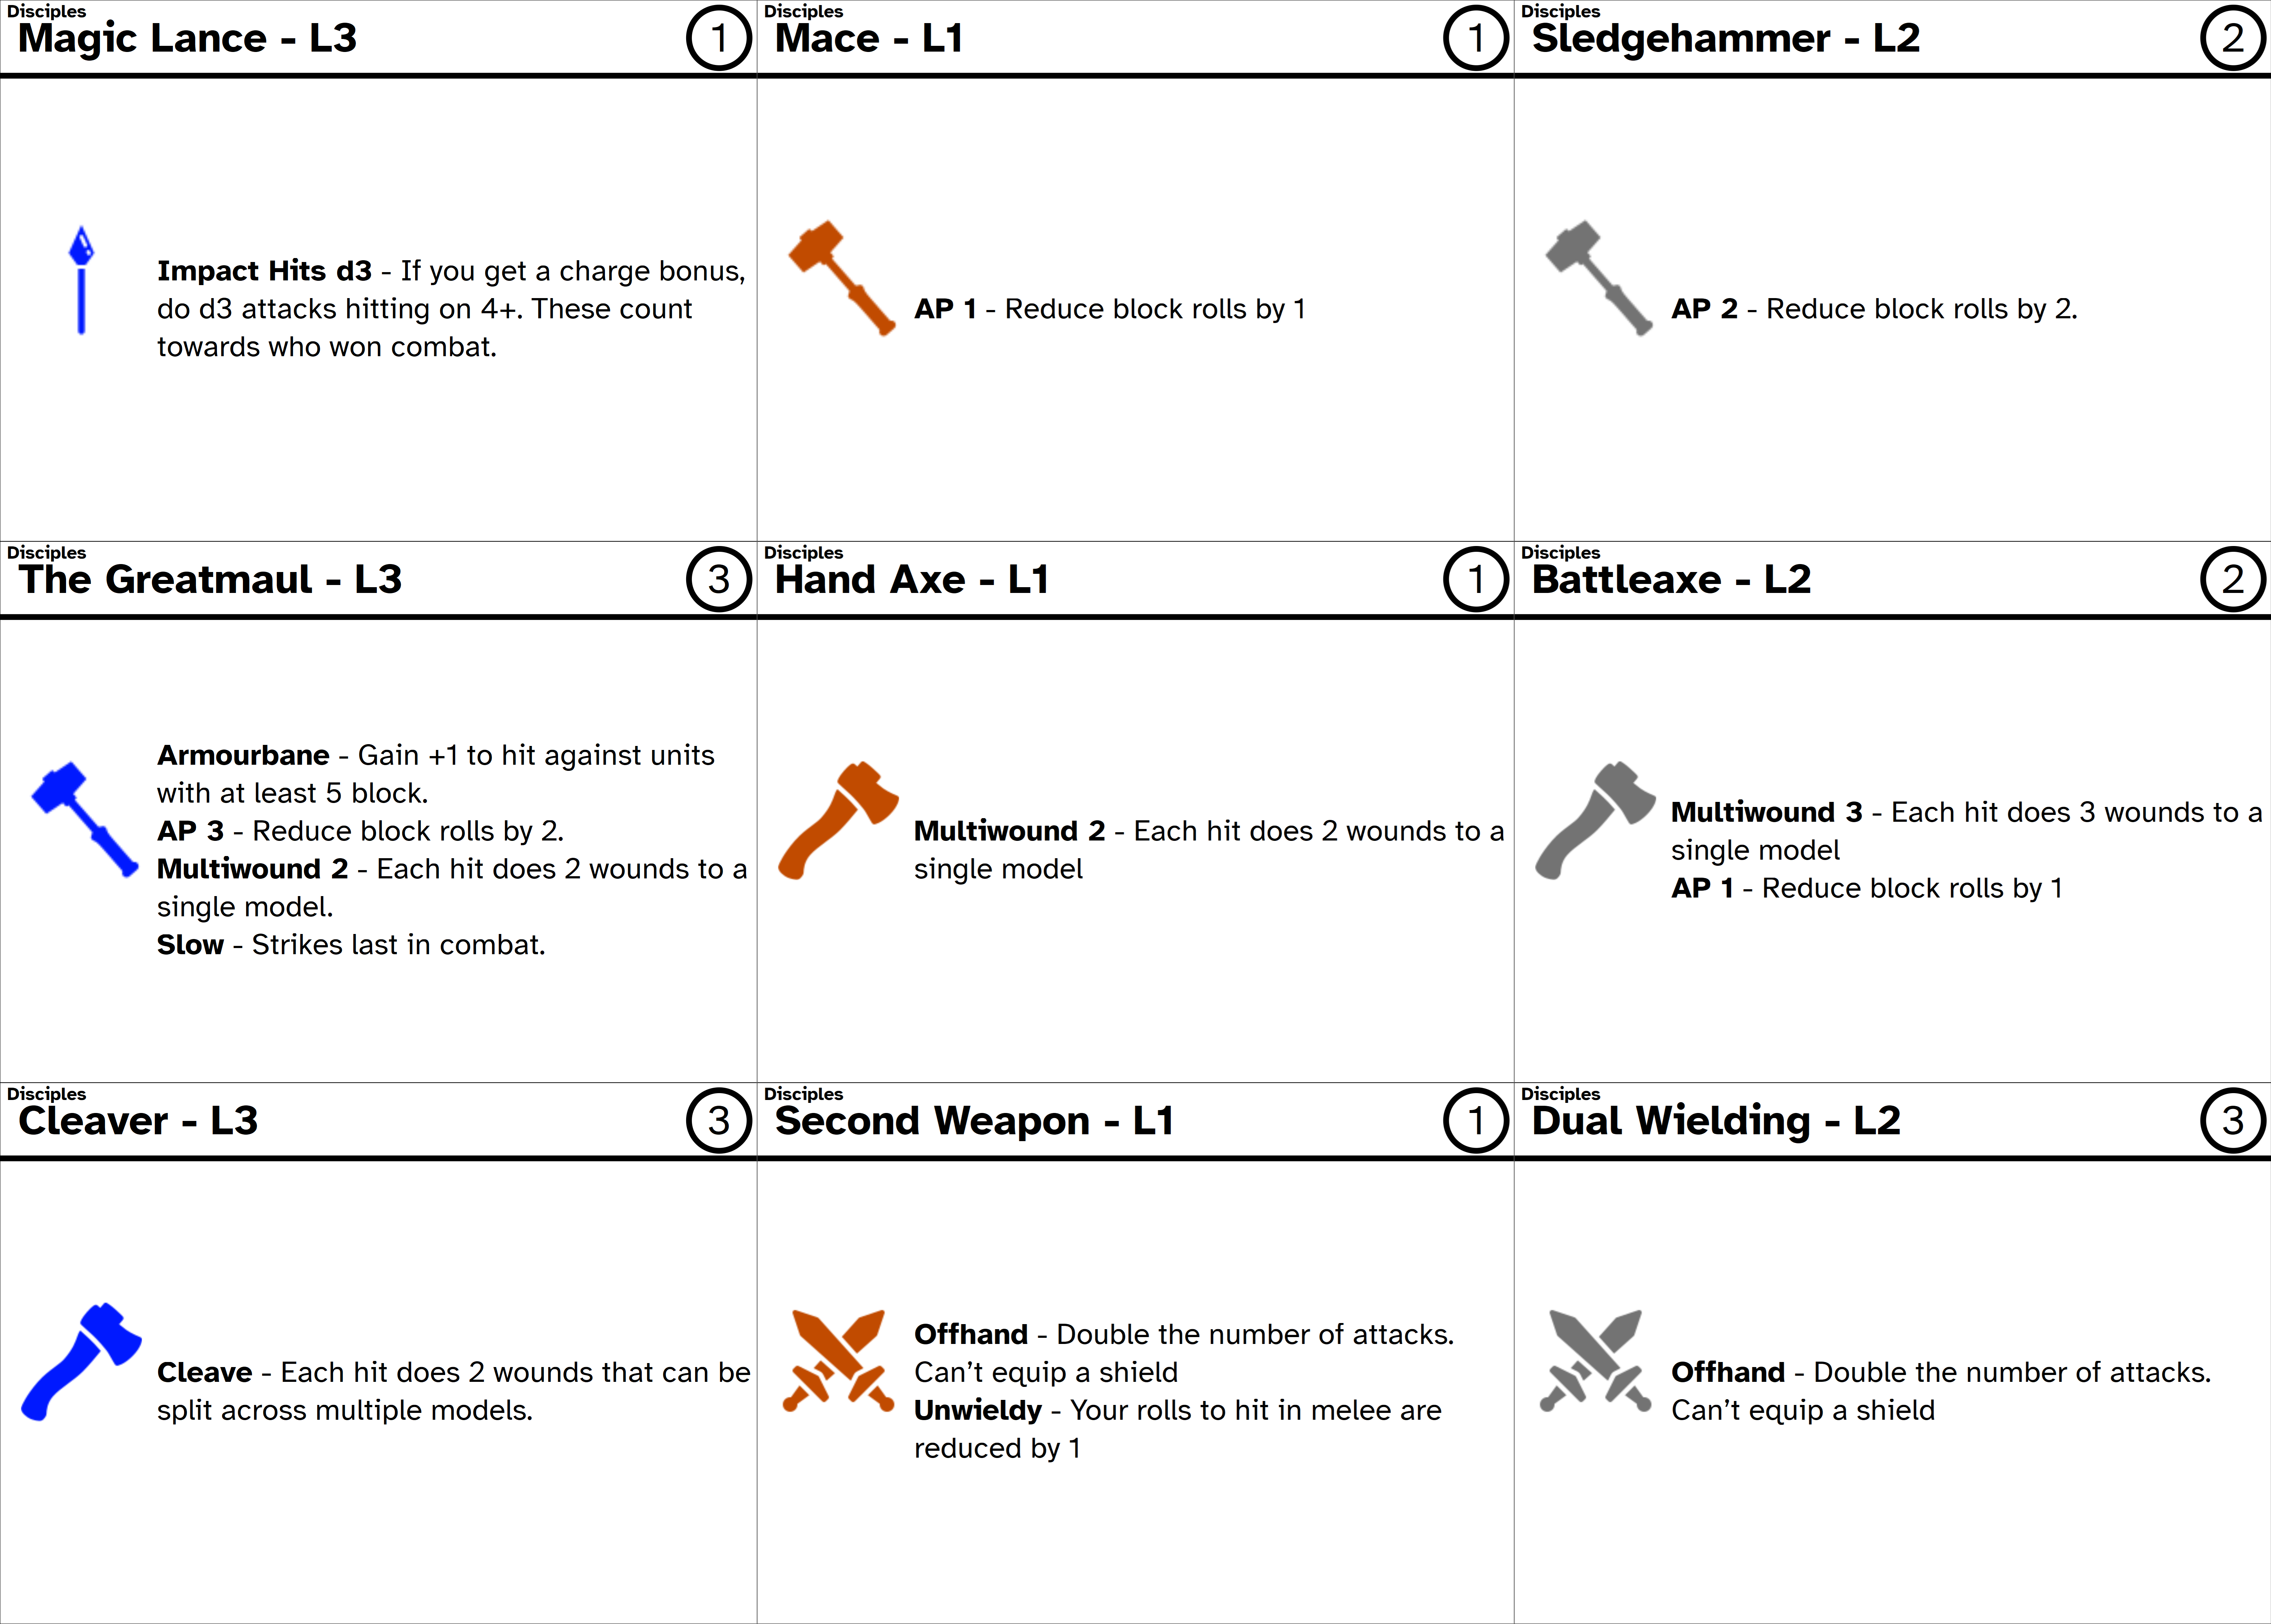 Disciples
Magic Lance - L3
1
Impact Hits d3 - If you get a charge bonus,
do d3 attacks hitting on 4+. These count
towards who won combat.
Disciples
Mace - L1
1
AP 1 - Reduce block rolls by 1
Disciples
Sledgehammer - L2
2
AP 2 - Reduce block rolls by 2.
Disciples
The Greatmaul - L3
3
Armourbane - Gain +1 to hit against units
with at least 5 block.
AP 3 - Reduce block rolls by 2.
Multiwound 2 - Each hit does 2 wounds to a
single model.
Slow - Strikes last in combat.
Disciples
Hand Axe - L1
1
Multiwound 2 - Each hit does 2 wounds to a
single model
Disciples
Battleaxe - L2
2
Multiwound 3 - Each hit does 3 wounds to a
single model
AP 1 - Reduce block rolls by 1
Disciples
Cleaver - L3
3
Cleave - Each hit does 2 wounds that can be
split across multiple models.
Disciples
Second Weapon - L1
1
Offhand - Double the number of attacks.
Can't equip a shield
Unwieldy - Your rolls to hit in melee are
reduced by 1
Disciples
Dual Wielding - L2
3
Offhand - Double the number of attacks.
Can't equip a shield